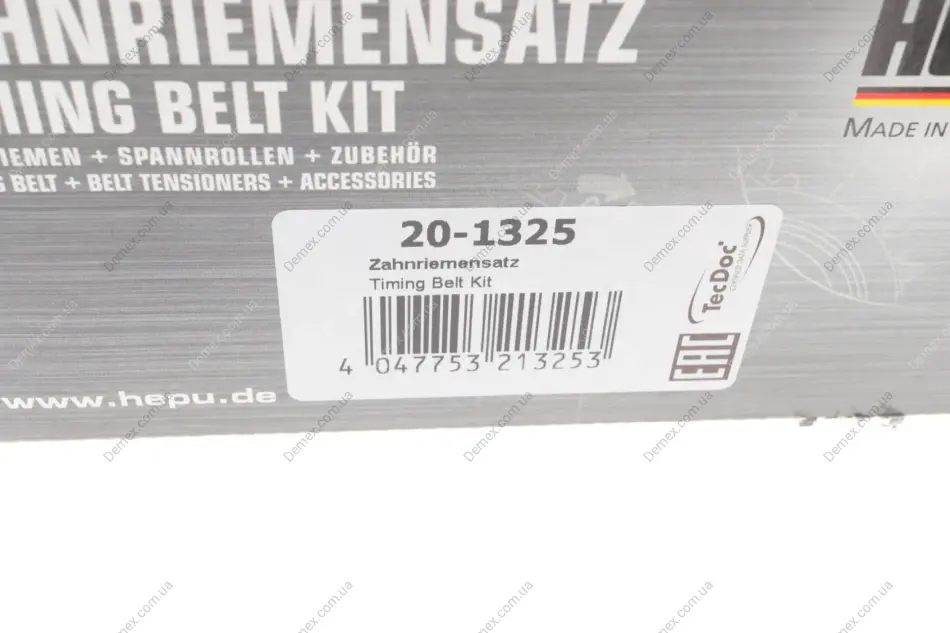 HNRIEMENSATZ
MING BELT KIT
RIEMEN + SPANNROLLEN + ZUBEHÖR
G BELT + BELT TENSIONERS + ACCESSORIES
MADE IN
20-1325
Zahnriemensatz
Timing Belt Kit
TecDoc
4 047753 213253
EAC
www.hepu.de
Demex.com.ua